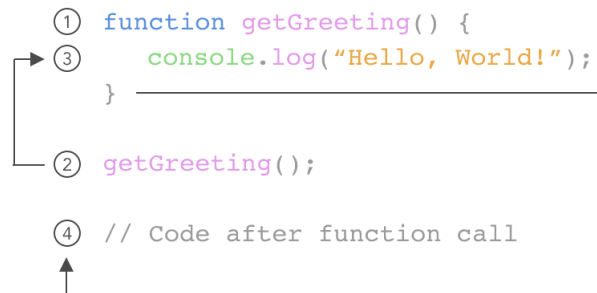 ① function getGreeting() {
③ console.log(“Hello, World!”);
}
② getGreeting();
④ // Code after function call